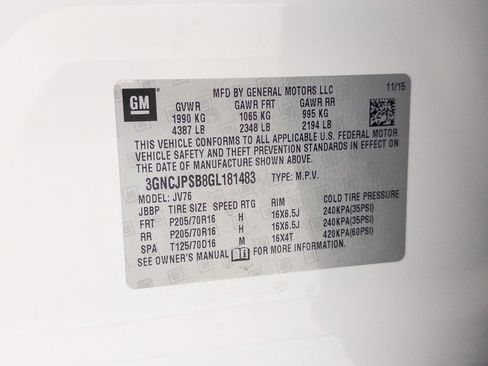 GM
MFD BY GENERAL MOTORS LLC
11/15
GVWR GAWR FRT GAWR RR
1990 KG 1065 KG 995 KG
4387 LB 2348 LB 2194 LB
THIS VEHICLE CONFORMS TO ALL APPLICABLE U.S. FEDERAL MOTOR
VEHICLE SAFETY AND THEFT PREVENTION STANDARDS IN EFFECT ON
THE DATE OF MANUFACTURE SHOWN ABOVE.
3GNCJPSB8GL181483 TYPE: M.P.V.
MODEL: JV76
JBBP TIRE SIZE SPEED RTG RIM COLD TIRE PRESSURE
FRT P205/70R16 H 16X6.5J 240KPA(35PSI)
RR P205/70R16 H 16X6.5J 240KPA(35PSI)
SPA T125/70D16 M 16X4T 420KPA(60PSI)
SEE OWNER'S MANUAL FOR MORE INFORMATION.